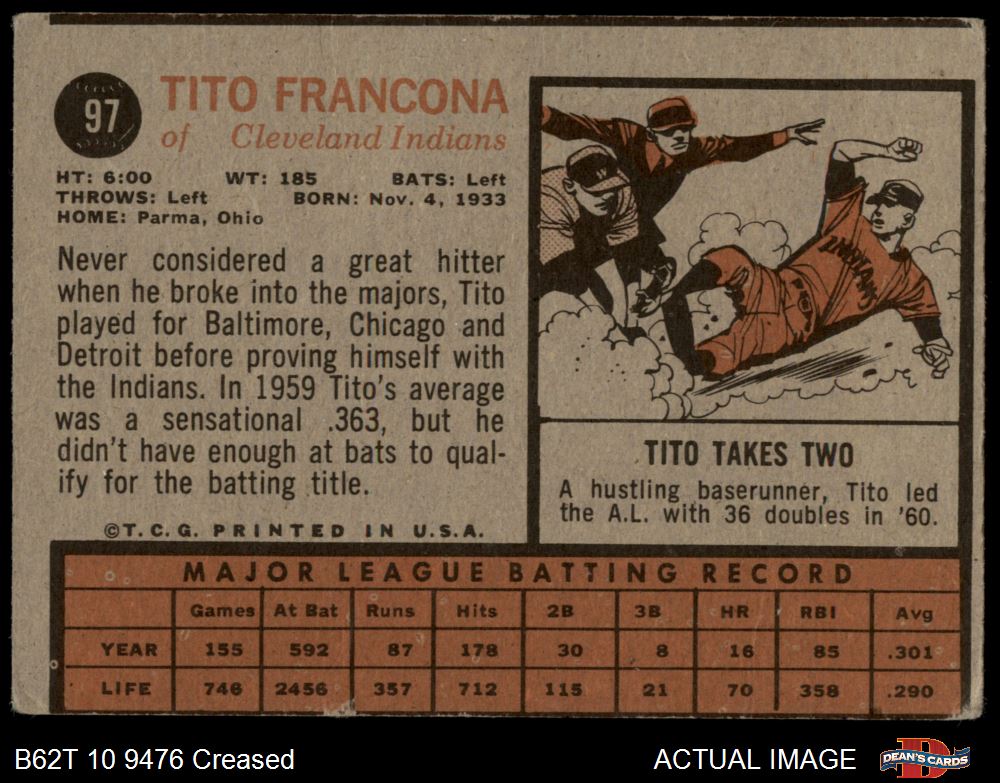 97
TITO FRANCONA
of Cleveland Indians
HT: 6:00 WT: 185 BATS: Left
THROWS: Left BORN: Nov. 4, 1933
HOME: Parma, Ohio
Never considered a great hitter
when he broke into the majors, Tito
played for Baltimore, Chicago and
Detroit before proving himself with
the Indians. In 1959 Tito's average
was a sensational .363, but he
didn't have enough at bats to qual-
ify for the batting title.
©T.C.G. PRINTED IN U.S.A.
W
INDIANS
TITO TAKES TWO
A hustling baserunner, Tito led
the A.L. with 36 doubles in '60.
MAJOR LEAGUE BATTING RECORD
Games At Bat Runs Hits 2B 3B HR RBI Avg
YEAR 155 592 87 178 30 8 16 85 .301
LIFE 746 2456 357 712 115 21 70 358 .290
B62T 10 9476 Creased
ACTUAL IMAGE
D
DEAN'S CARDS